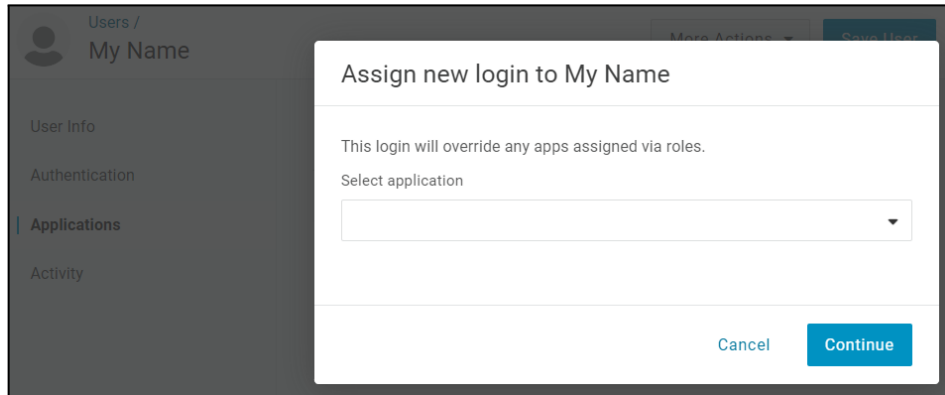 Users /
My Name
More Actions
Save User
User Info
Authentication
Applications
Activity
Assign new login to My Name
This login will override any apps assigned via roles.
Select application
Cancel
Continue